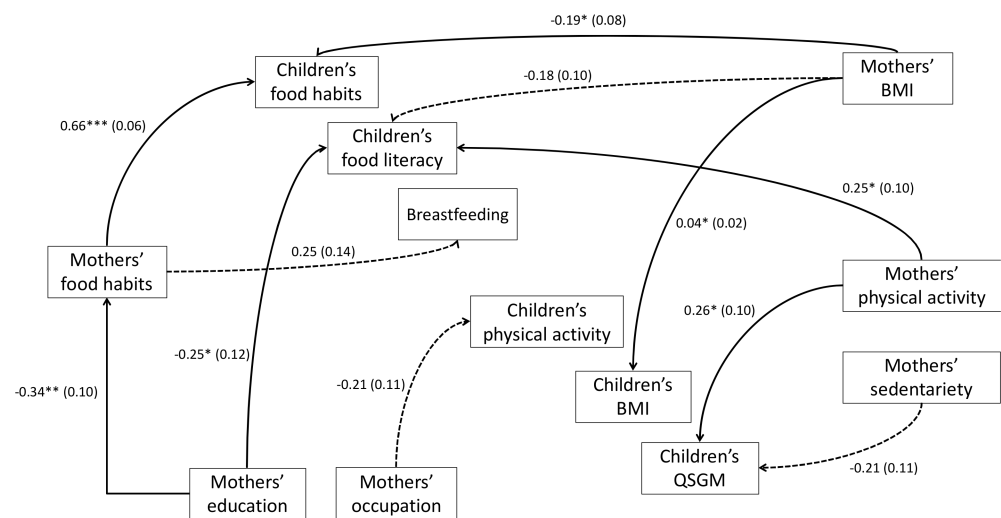 -0.19* (0.08)
Children's
food habits
Mothers'
BMI
-0.18 (0.10)
0.66*** (0.06)
Children's
food literacy
0.25* (0.10)
Breastfeeding
0.04* (0.02)
0.25 (0.14)
Mothers'
food habits
Mothers'
physical activity
Children's
physical activity
0.26* (0.10)
-0.25* (0.12)
Mothers'
sedentariety
-0.34** (0.10)
-0.21 (0.11)
Children's
BMI
Children's
QSGM
-0.21 (0.11)
Mothers'
education
Mothers'
occupation